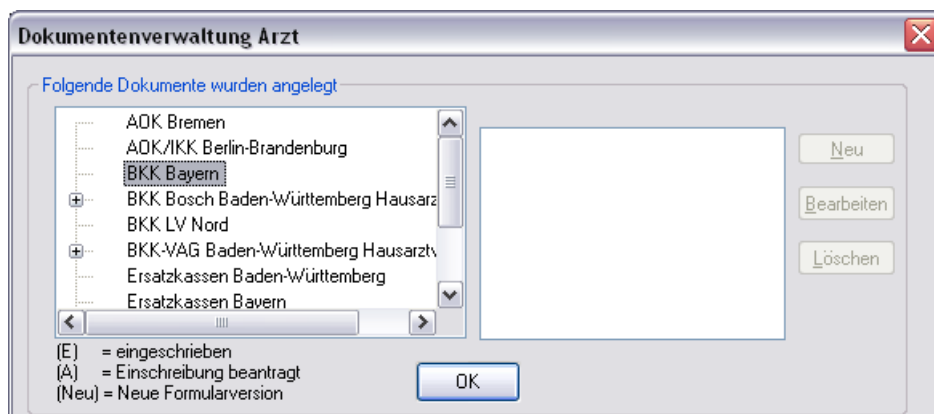 Dokumentenverwaltung Arzt
Folgende Dokumente wurden angelegt
AOK Bremen
AOK/IKK Berlin-Brandenburg
BKK Bayern
BKK Bosch Baden-Württemberg Hausarz
BKK LV Nord
BKK-VAG Baden-Württemberg Hausarztv
Ersatzkassen Baden-Württemberg
Ersatzkassen Bayern
Neu
Bearbeiten
Löschen
(E) = eingeschrieben
(A) = Einschreibung beantragt
(Neu) = Neue Formularversion
OK